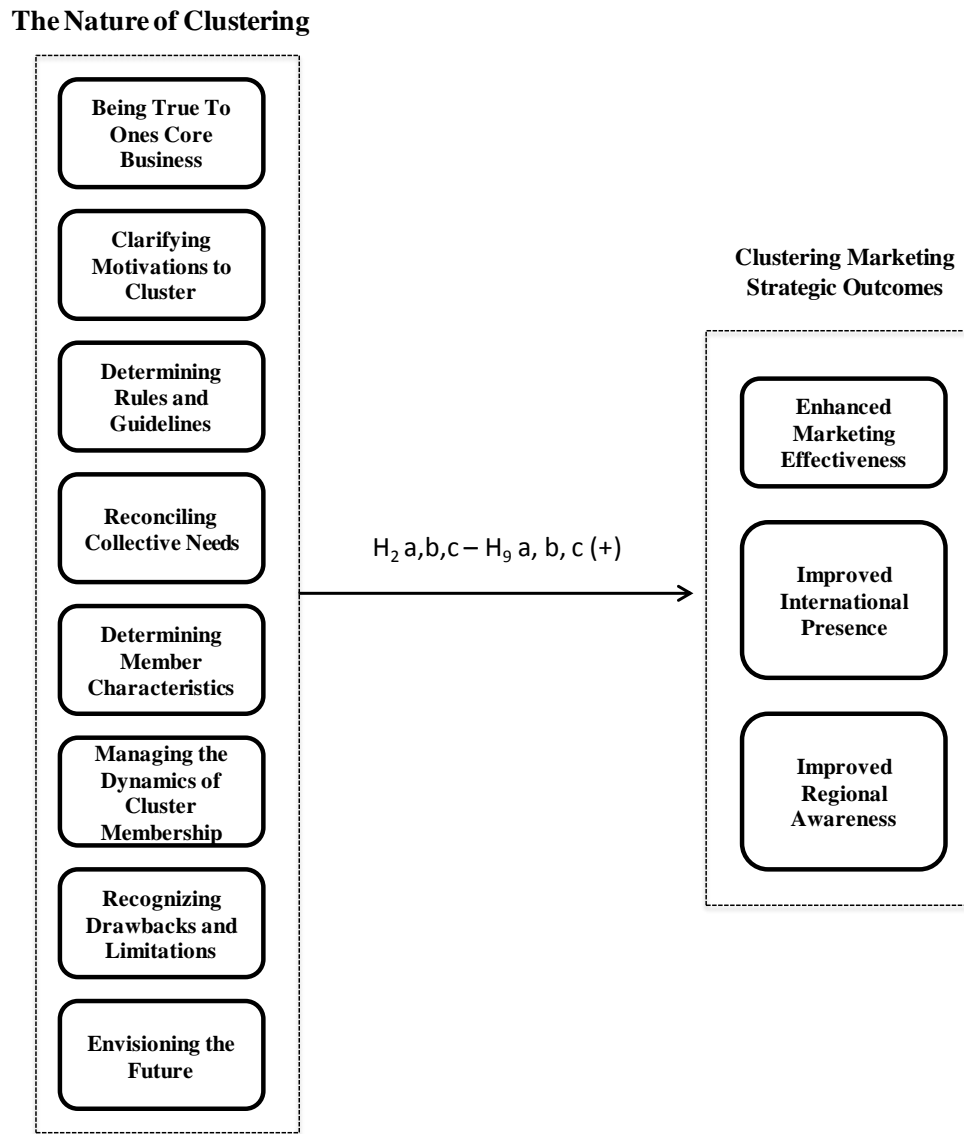 The Nature of Clustering
Being True To
Ones Core
Business
Clarifying
Motivations to
Cluster
Determining
Rules and
Guidelines
Reconciling
Collective Needs
Determining
Member
Characteristics
Managing the
Dynamics of
Cluster
Membership
Recognizing
Drawbacks and
Limitations
Envisioning the
Future
H₂ a,b,c – H₉ a, b, c (+)
Clustering Marketing
Strategic Outcomes
Enhanced
Marketing
Effectiveness
Improved
International
Presence
Improved
Regional
Awareness